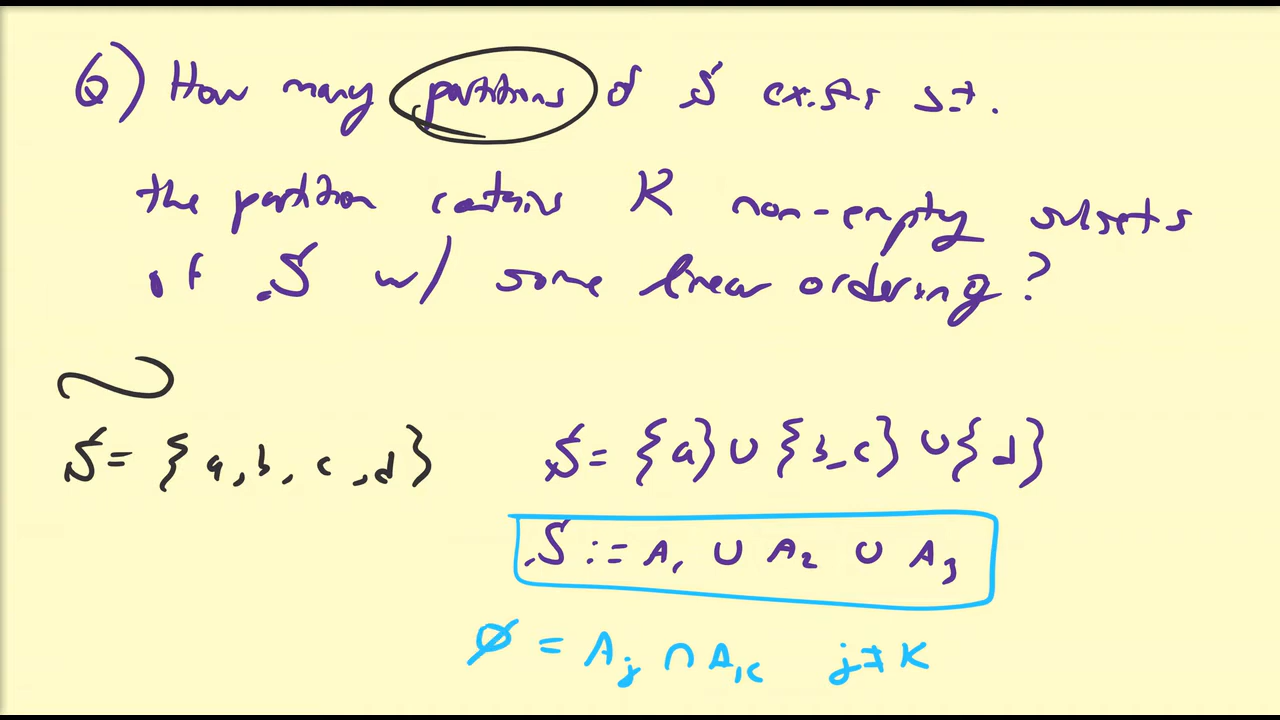 Q) How many partitions of S exists s.t.
the partition contains K non-empty subsets
of S w/ some linear ordering?
S = {a, b, c, d}
S = {a} ∪ {b, c} ∪ {d}
S := A₁ ∪ A₂ ∪ A₃
∅ = Aⱼ ∩ Aₖ j ≠ K